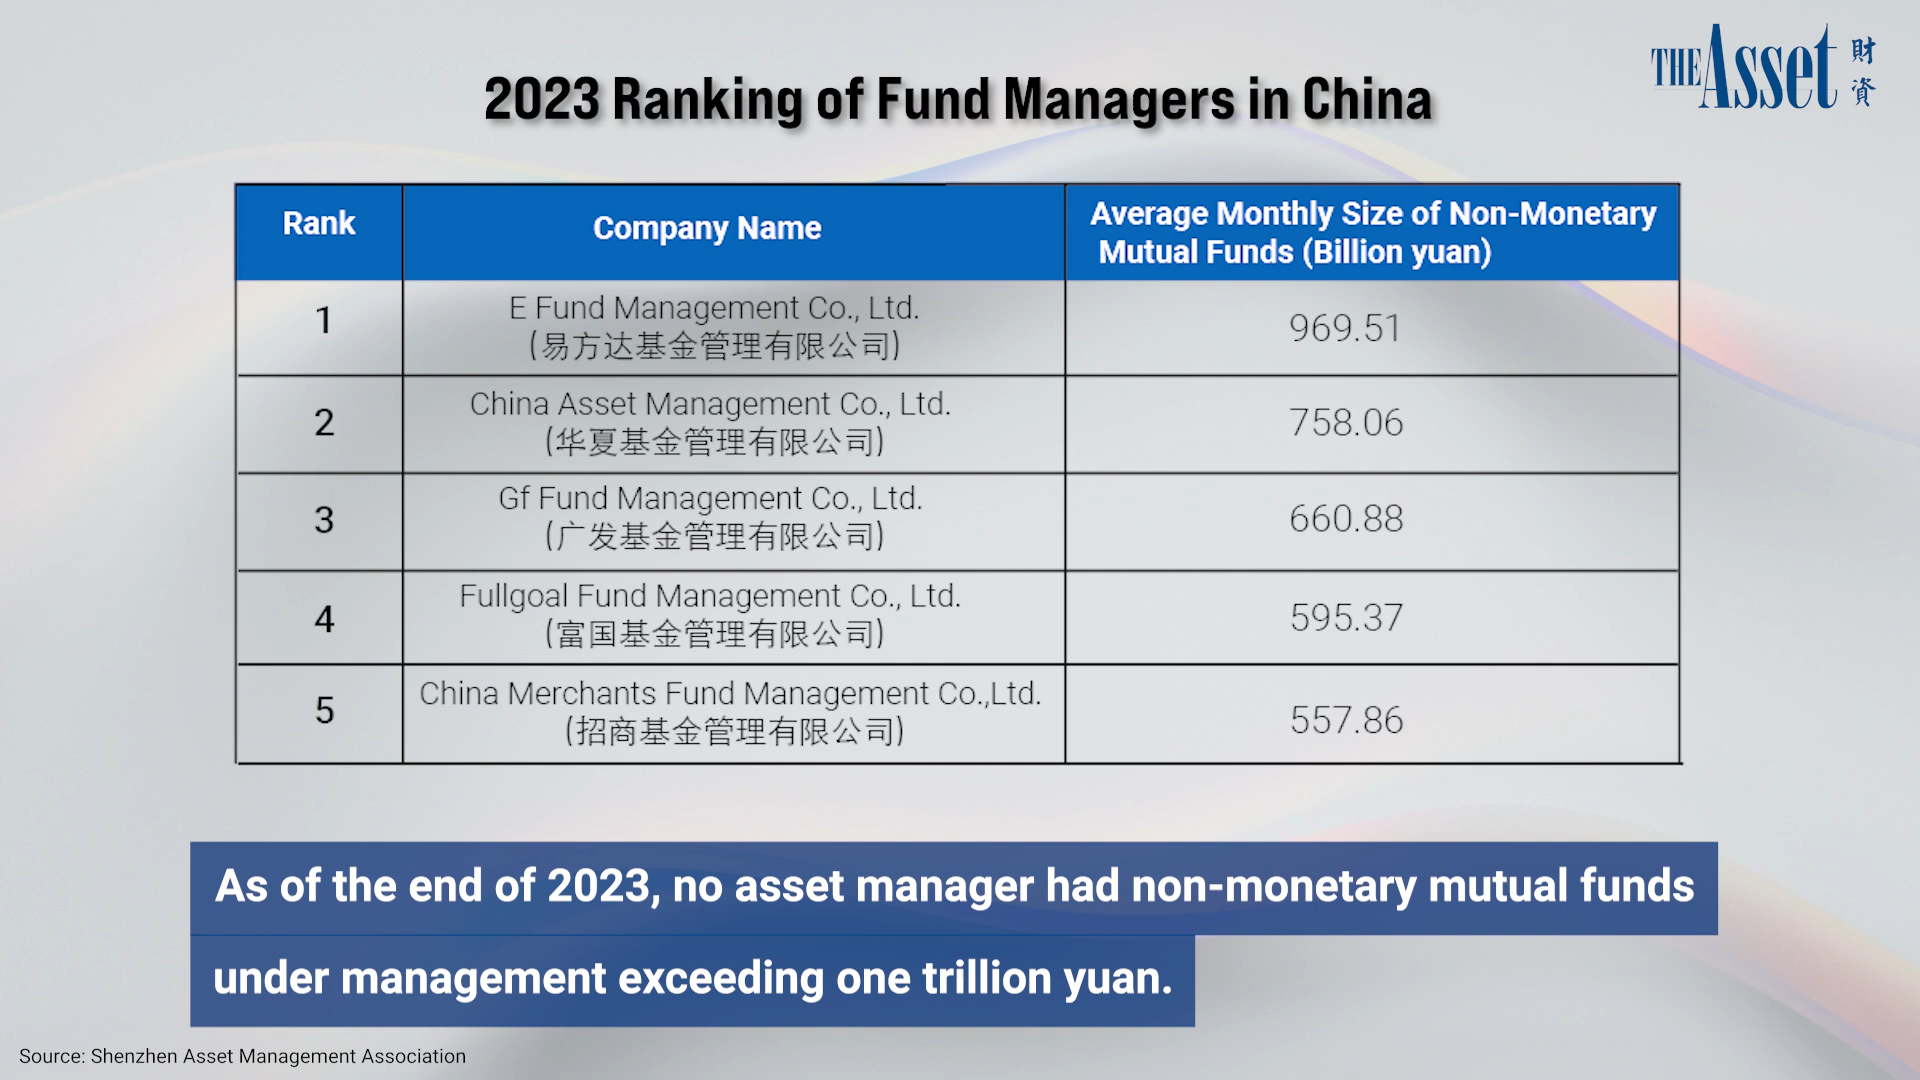 THE Asset 財資
2023 Ranking of Fund Managers in China
Rank
Company Name
Average Monthly Size of Non-Monetary
Mutual Funds (Billion yuan)
1
E Fund Management Co., Ltd.
(易方达基金管理有限公司)
969.51
2
China Asset Management Co., Ltd.
(华夏基金管理有限公司)
758.06
3
Gf Fund Management Co., Ltd.
(广发基金管理有限公司)
660.88
4
Fullgoal Fund Management Co., Ltd.
(富国基金管理有限公司)
595.37
5
China Merchants Fund Management Co.,Ltd.
(招商基金管理有限公司)
557.86
As of the end of 2023, no asset manager had non-monetary mutual funds
under management exceeding one trillion yuan.
Source: Shenzhen Asset Management Association